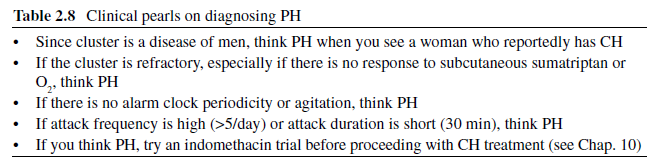 Table 2.8 Clinical pearls on diagnosing PH
• Since cluster is a disease of men, think PH when you see a woman who reportedly has CH
• If the cluster is refractory, especially if there is no response to subcutaneous sumatriptan or
O₂, think PH
• If there is no alarm clock periodicity or agitation, think PH
• If attack frequency is high (>5/day) or attack duration is short (30 min), think PH
• If you think PH, try an indomethacin trial before proceeding with CH treatment (see Chap. 10)